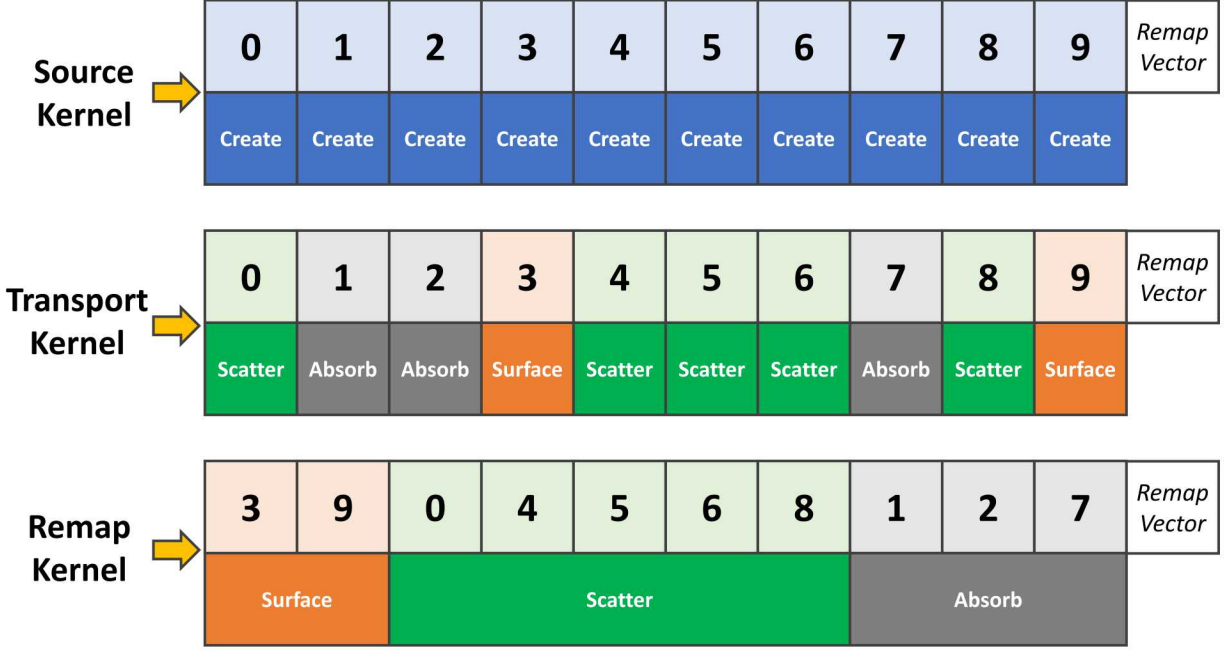 Source
Kernel
0 1 2 3 4 5 6 7 8 9 Remap
Vector
Create Create Create Create Create Create Create Create Create Create
Transport
Kernel
0 1 2 3 4 5 6 7 8 9 Remap
Vector
Scatter Absorb Absorb Surface Scatter Scatter Scatter Absorb Scatter Surface
Remap
Kernel
3 9 0 4 5 6 8 1 2 7 Remap
Vector
Surface Scatter Absorb